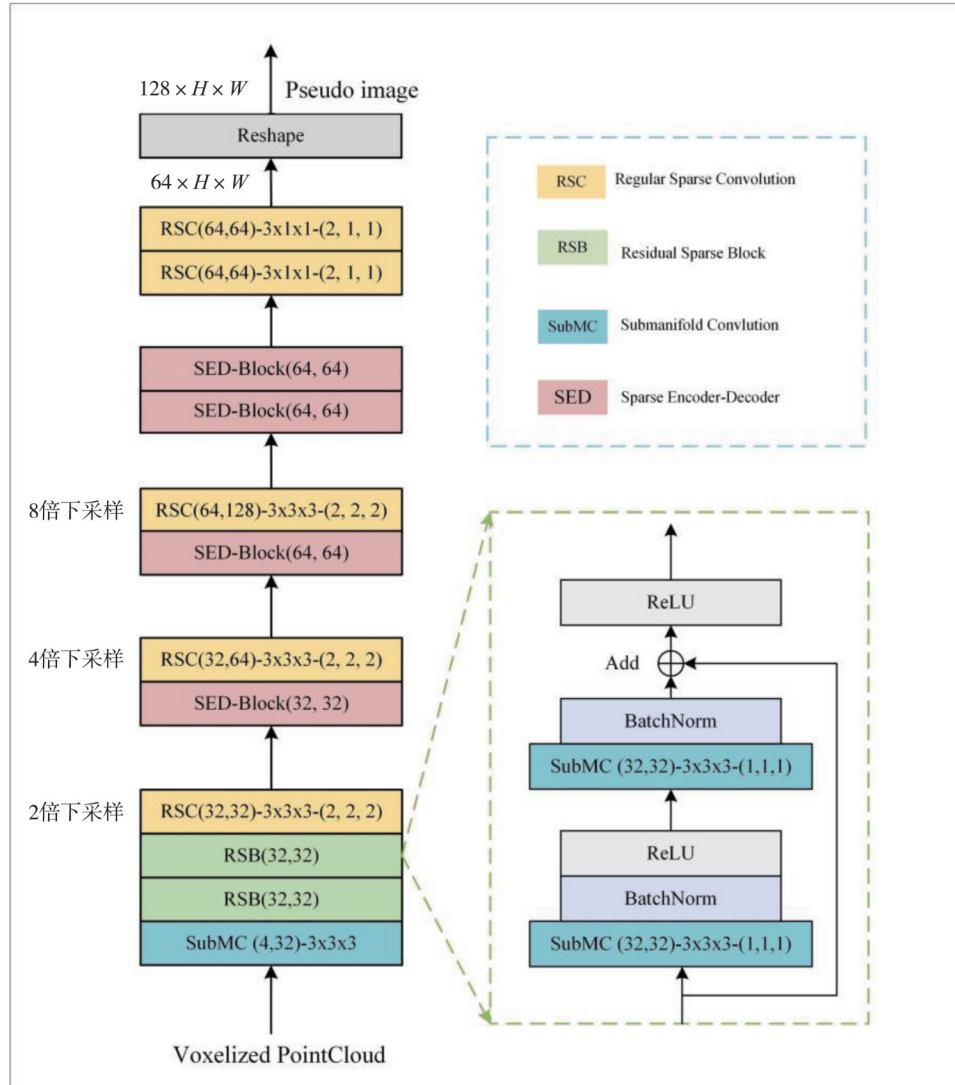 128 × H × W
Pseudo image
Reshape
64 × H × W
RSC(64,64)-3x1x1-(2, 1, 1)
RSC(64,64)-3x1x1-(2, 1, 1)
SED-Block(64, 64)
SED-Block(64, 64)
8倍下采样
RSC(64,128)-3x3x3-(2, 2, 2)
SED-Block(64, 64)
4倍下采样
RSC(32,64)-3x3x3-(2, 2, 2)
SED-Block(32, 32)
2倍下采样
RSC(32,32)-3x3x3-(2, 2, 2)
RSB(32,32)
RSB(32,32)
SubMC (4,32)-3x3x3
Voxelized PointCloud
RSC Regular Sparse Convolution
RSB Residual Sparse Block
SubMC Submanifold Convlution
SED Sparse Encoder-Decoder
ReLU
Add
BatchNorm
SubMC (32,32)-3x3x3-(1,1,1)
ReLU
BatchNorm
SubMC (32,32)-3x3x3-(1,1,1)